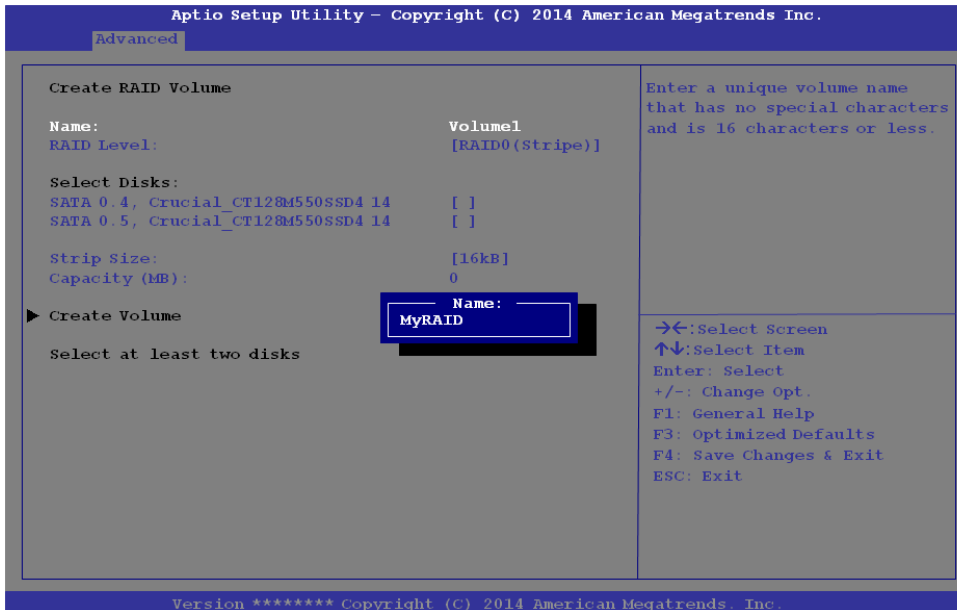 Aptio Setup Utility – Copyright (C) 2014 American Megatrends Inc.
Advanced
Create RAID Volume
Name: Volume1
RAID Level: [RAID0(Stripe)]
Select Disks:
SATA 0.4, Crucial_CT128M550SSD4 14 [ ]
SATA 0.5, Crucial_CT128M550SSD4 14 [ ]
Strip Size: [16kB]
Capacity (MB): 0
▶ Create Volume
Select at least two disks
Name:
MyRAID
Enter a unique volume name
that has no special characters
and is 16 characters or less.
→←:Select Screen
↑↓:Select Item
Enter: Select
+/-: Change Opt.
F1: General Help
F3: Optimized Defaults
F4: Save Changes & Exit
ESC: Exit
Version ******** Copyright (C) 2014 American Megatrends. Inc.